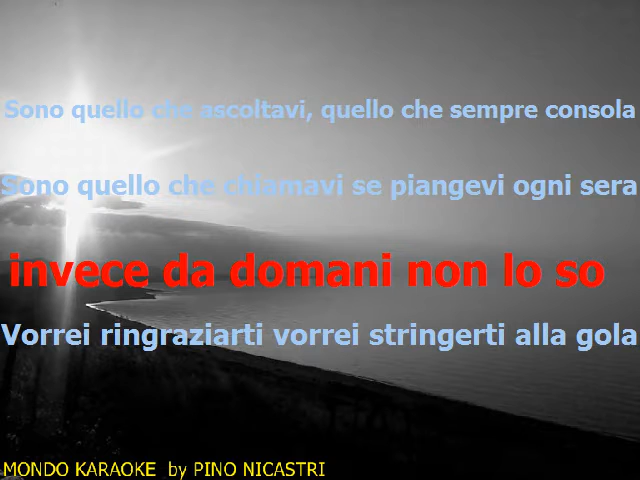 Sono quello che ascoltavi, quello che sempre consola
Sono quello che chiamavi se piangevi ogni sera
invece da domani non lo so
Vorrei ringraziarti vorrei stringerti alla gola
MONDO KARAOKE by PINO NICASTRI